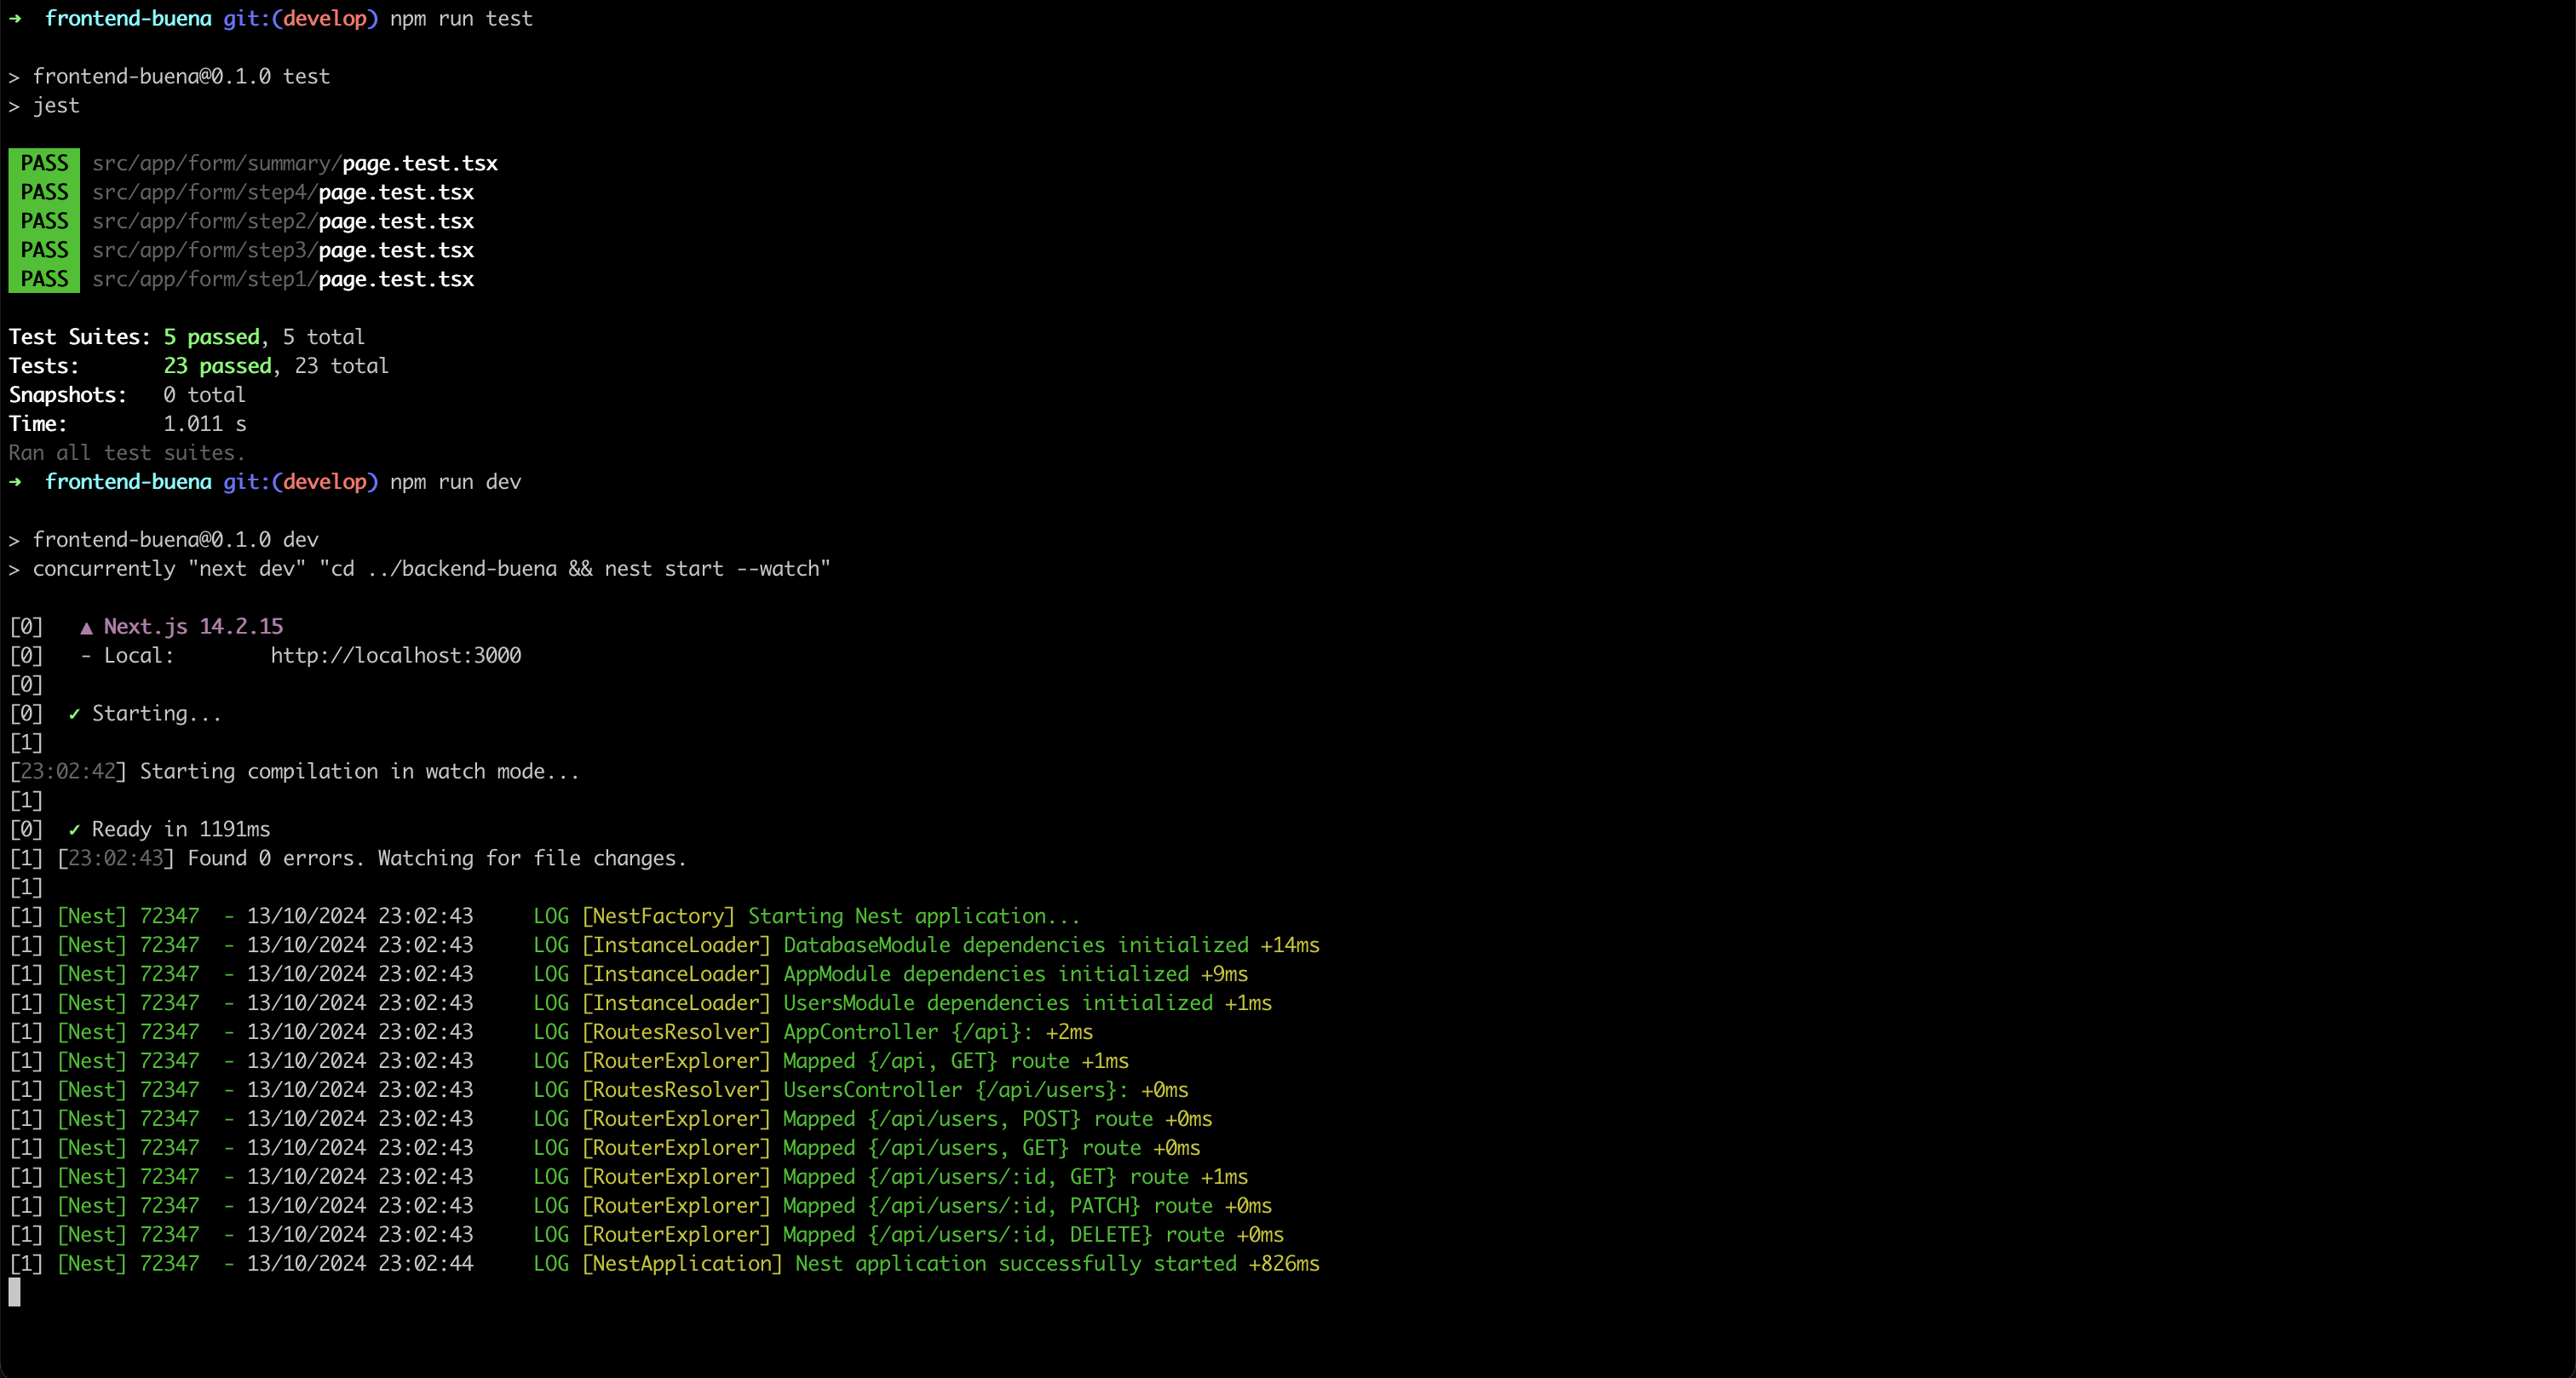 ➜  frontend-buena git:(develop) npm run test

> frontend-buena@0.1.0 test
> jest

PASS src/app/form/summary/page.test.tsx
PASS src/app/form/step4/page.test.tsx
PASS src/app/form/step2/page.test.tsx
PASS src/app/form/step3/page.test.tsx
PASS src/app/form/step1/page.test.tsx

Test Suites: 5 passed, 5 total
Tests:       23 passed, 23 total
Snapshots:   0 total
Time:        1.011 s
Ran all test suites.
➜  frontend-buena git:(develop) npm run dev

> frontend-buena@0.1.0 dev
> concurrently "next dev" "cd ../backend-buena && nest start --watch"

[0]   ▲ Next.js 14.2.15
[0]   - Local:        http://localhost:3000
[0]
[0]  ✓ Starting...
[1]
[23:02:42] Starting compilation in watch mode...
[1]
[0]  ✓ Ready in 1191ms
[1] [23:02:43] Found 0 errors. Watching for file changes.
[1]
[1] [Nest] 72347  - 13/10/2024 23:02:43     LOG [NestFactory] Starting Nest application...
[1] [Nest] 72347  - 13/10/2024 23:02:43     LOG [InstanceLoader] DatabaseModule dependencies initialized +14ms
[1] [Nest] 72347  - 13/10/2024 23:02:43     LOG [InstanceLoader] AppModule dependencies initialized +9ms
[1] [Nest] 72347  - 13/10/2024 23:02:43     LOG [InstanceLoader] UsersModule dependencies initialized +1ms
[1] [Nest] 72347  - 13/10/2024 23:02:43     LOG [RoutesResolver] AppController {/api}: +2ms
[1] [Nest] 72347  - 13/10/2024 23:02:43     LOG [RouterExplorer] Mapped {/api, GET} route +1ms
[1] [Nest] 72347  - 13/10/2024 23:02:43     LOG [RoutesResolver] UsersController {/api/users}: +0ms
[1] [Nest] 72347  - 13/10/2024 23:02:43     LOG [RouterExplorer] Mapped {/api/users, POST} route +0ms
[1] [Nest] 72347  - 13/10/2024 23:02:43     LOG [RouterExplorer] Mapped {/api/users, GET} route +0ms
[1] [Nest] 72347  - 13/10/2024 23:02:43     LOG [RouterExplorer] Mapped {/api/users/:id, GET} route +1ms
[1] [Nest] 72347  - 13/10/2024 23:02:43     LOG [RouterExplorer] Mapped {/api/users/:id, PATCH} route +0ms
[1] [Nest] 72347  - 13/10/2024 23:02:43     LOG [RouterExplorer] Mapped {/api/users/:id, DELETE} route +0ms
[1] [Nest] 72347  - 13/10/2024 23:02:44     LOG [NestApplication] Nest application successfully started +826ms